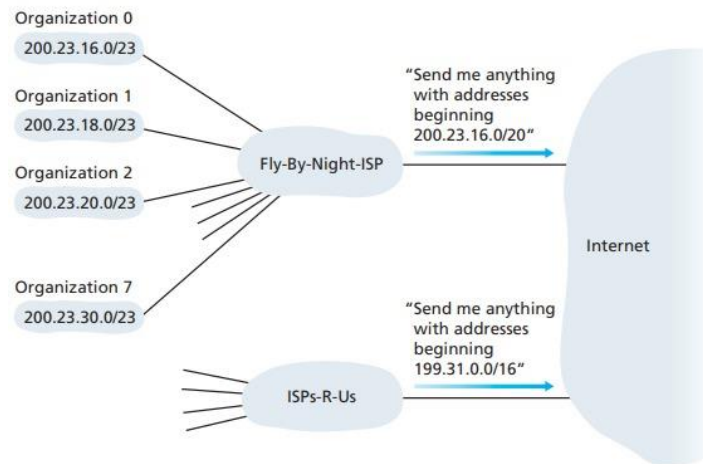 Organization 0
200.23.16.0/23
Organization 1
200.23.18.0/23
Organization 2
200.23.20.0/23
Organization 7
200.23.30.0/23
Fly-By-Night-ISP
“Send me anything
with addresses
beginning
200.23.16.0/20“
Internet
“Send me anything
with addresses
beginning
199.31.0.0/16“
ISPs-R-Us